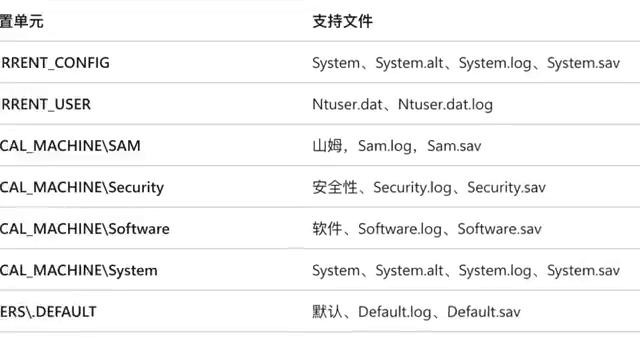 置单元 支持文件
RRENT_CONFIG System、System.alt、System.log、System.sav
RRENT_USER Ntuser.dat、Ntuser.dat.log
CAL_MACHINE\SAM 山姆，Sam.log，Sam.sav
CAL_MACHINE\Security 安全性、Security.log、Security.sav
CAL_MACHINE\Software 软件、Software.log、Software.sav
CAL_MACHINE\System System、System.alt、System.log、System.sav
ERS\.DEFAULT 默认、Default.log、Default.sav